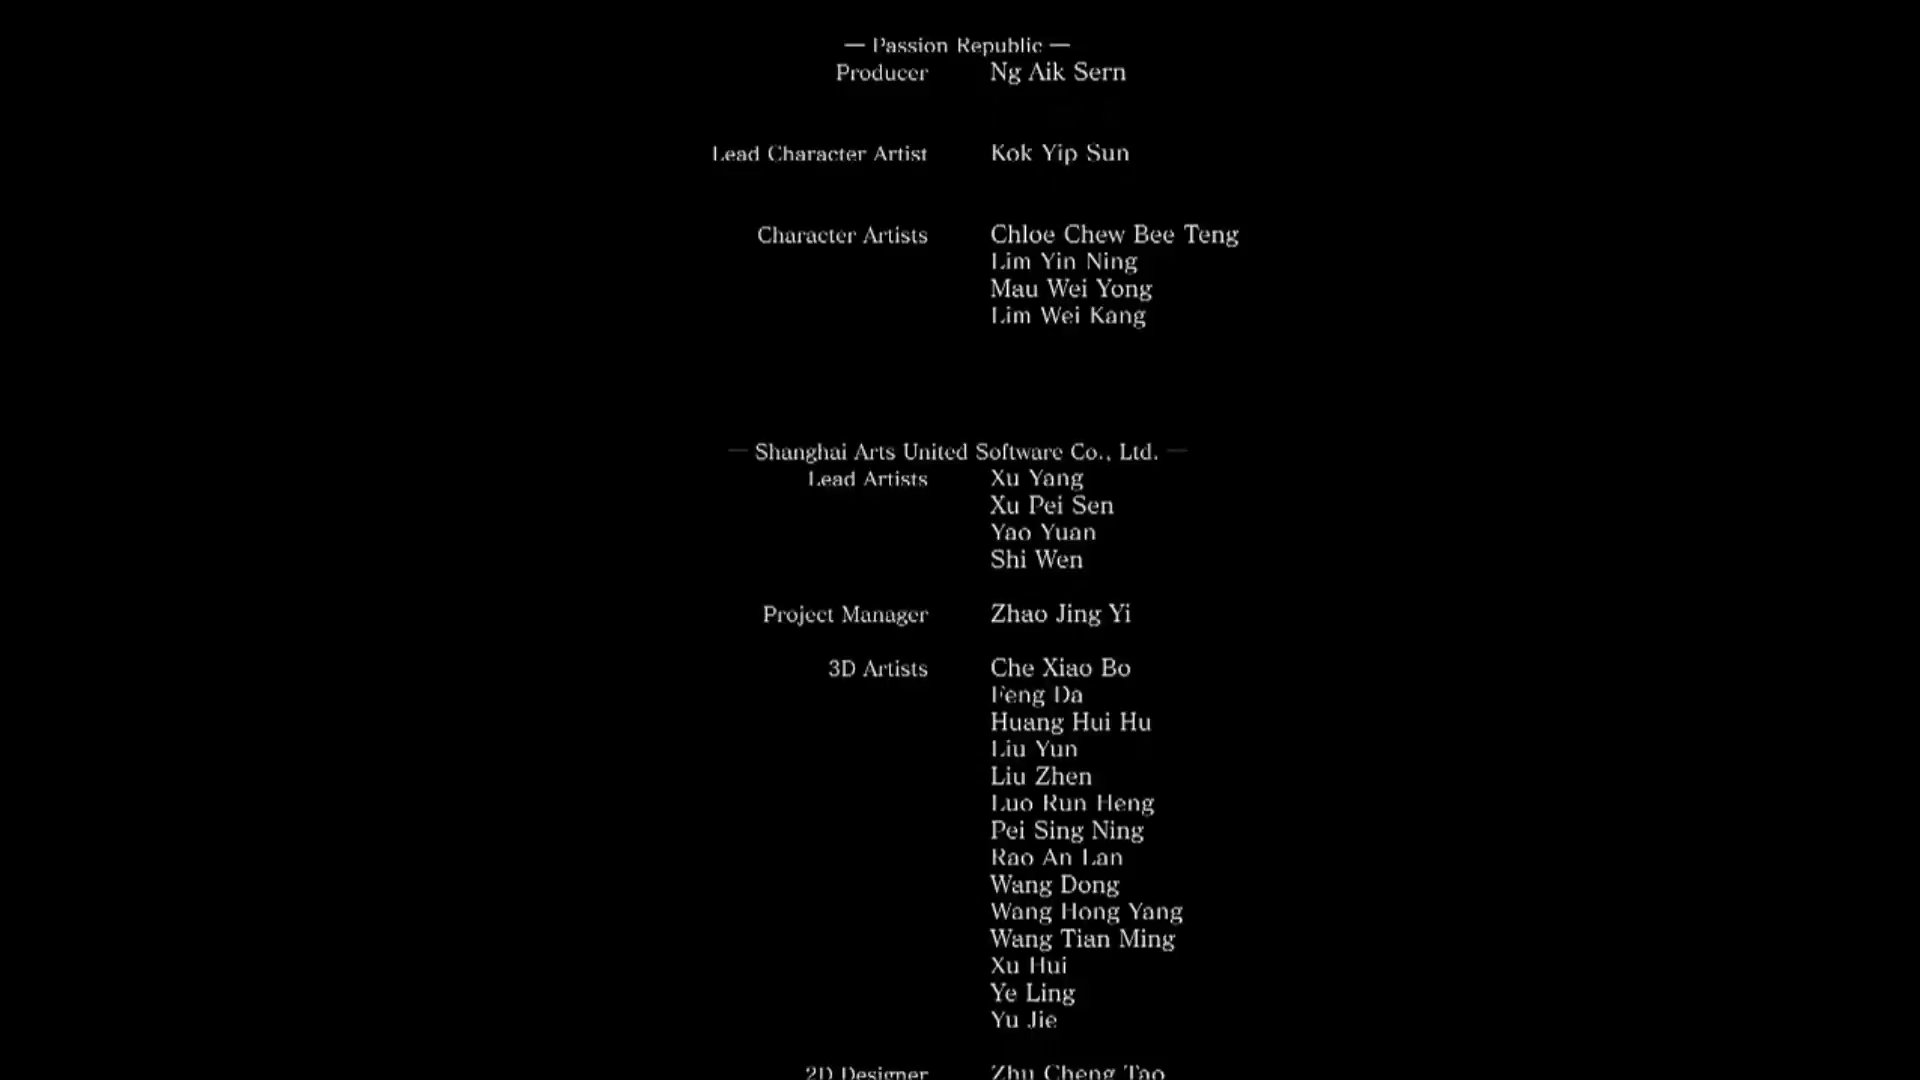 — Passion Republic —
Producer Ng Aik Sern
Lead Character Artist Kok Yip Sun
Character Artists Chloe Chew Bee Teng
Lim Yin Ning
Mau Wei Yong
Lim Wei Kang
— Shanghai Arts United Software Co., Ltd. —
Lead Artists Xu Yang
Xu Pei Sen
Yao Yuan
Shi Wen
Project Manager Zhao Jing Yi
3D Artists Che Xiao Bo
Feng Da
Huang Hui Hu
Liu Yun
Liu Zhen
Luo Run Heng
Pei Sing Ning
Rao An Lan
Wang Dong
Wang Hong Yang
Wang Tian Ming
Xu Hui
Ye Ling
Yu Jie
2D Designer Zhu Cheng Tao